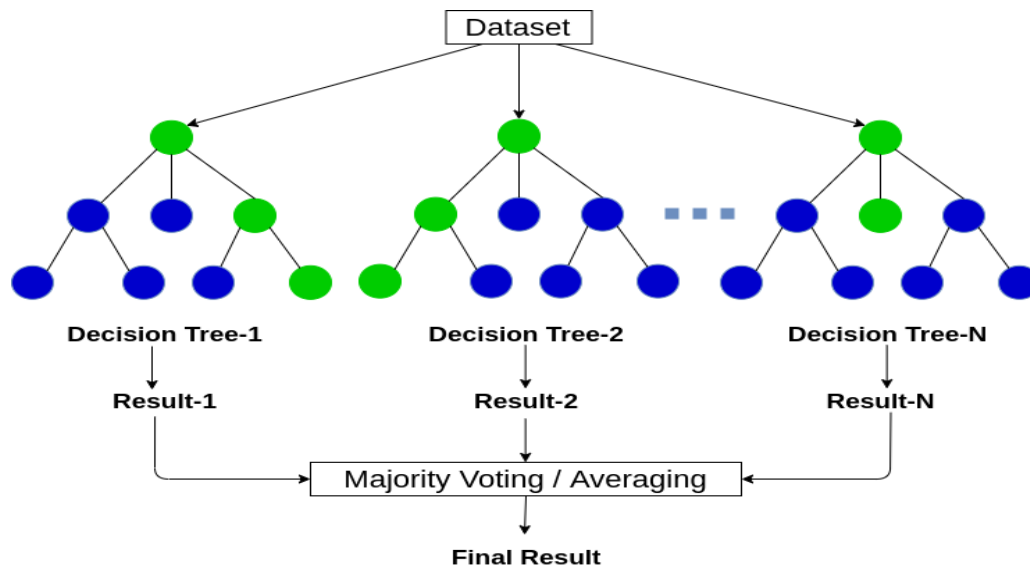 Dataset
Decision Tree-1
Decision Tree-2
Decision Tree-N
Result-1
Result-2
Result-N
Majority Voting / Averaging
Final Result